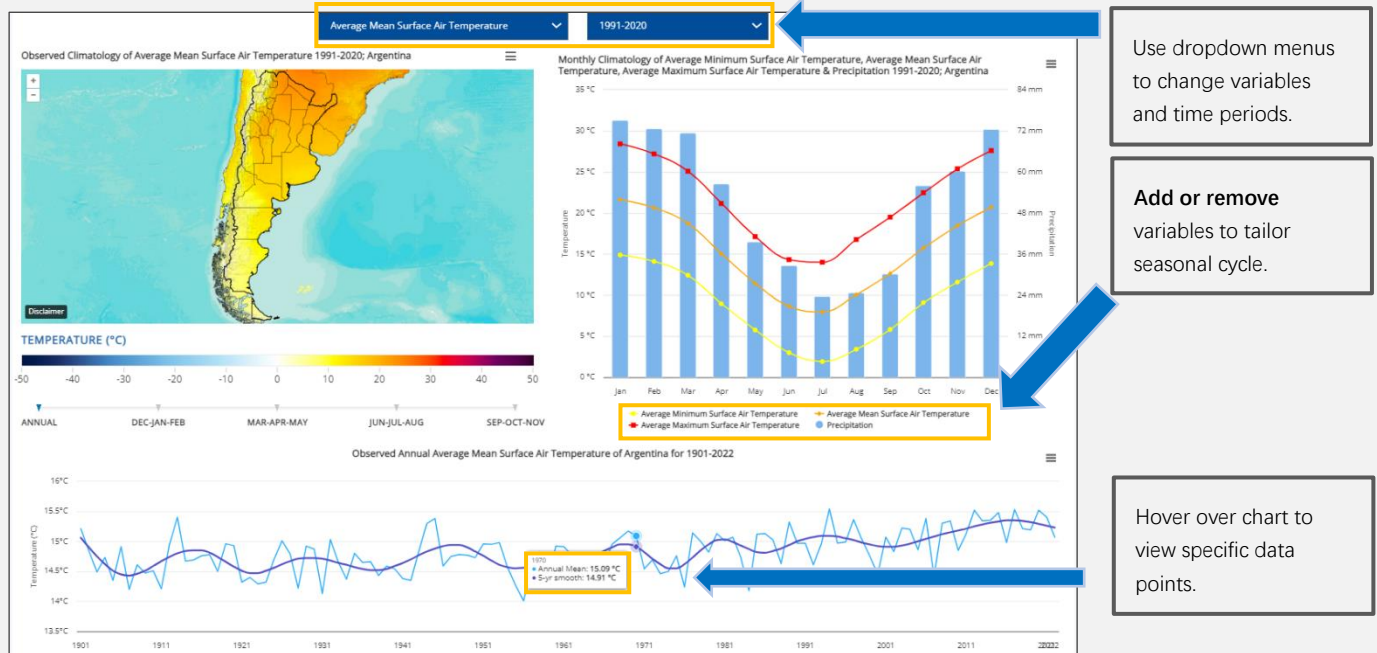 Average Mean Surface Air Temperature
1991-2020
Use dropdown menus
to change variables
and time periods.
Observed Climatology of Average Mean Surface Air Temperature 1991-2020; Argentina
+
−
Disclaimer
TEMPERATURE (°C)
-50 -40 -30 -20 -10 0 10 20 30 40 50
ANNUAL DEC-JAN-FEB MAR-APR-MAY JUN-JUL-AUG SEP-OCT-NOV
Monthly Climatology of Average Minimum Surface Air Temperature, Average Mean Surface Air
Temperature, Average Maximum Surface Air Temperature & Precipitation 1991-2020; Argentina
35 °C 84 mm
30 °C 72 mm
25 °C 60 mm
20 °C 48 mm
15 °C 36 mm
10 °C 24 mm
5 °C 12 mm
0 °C
Temperature
Precipitation
Jan Feb Mar Apr May Jun Jul Aug Sep Oct Nov Dec
Average Minimum Surface Air Temperature Average Mean Surface Air Temperature
Average Maximum Surface Air Temperature Precipitation
Add or remove
variables to tailor
seasonal cycle.
Observed Annual Average Mean Surface Air Temperature of Argentina for 1901-2022
16°C
15.5°C
15°C
14.5°C
14°C
13.5°C
Temperature (°C)
1970
Annual Mean: 15.09 °C
5-yr smooth: 14.91 °C
1901 1911 1921 1931 1941 1951 1961 1971 1981 1991 2001 2011 2022
Hover over chart to
view specific data
points.